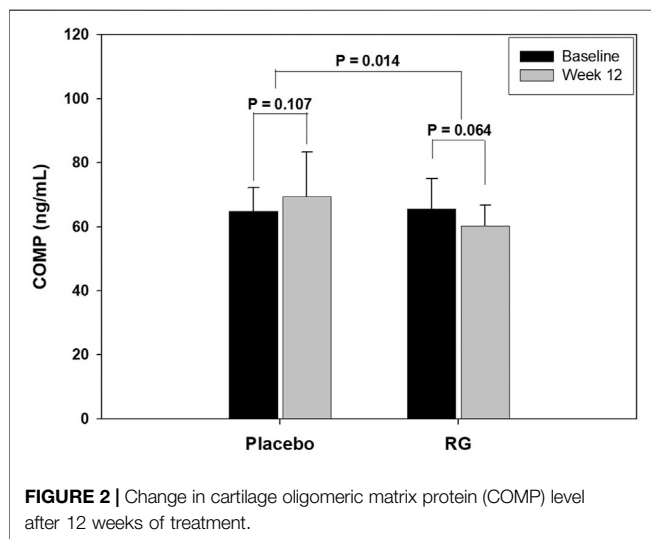 120
100
80
60
40
20
0
COMP (ng/mL)
Baseline
Week 12
P = 0.014
P = 0.107
P = 0.064
Placebo
RG
FIGURE 2 | Change in cartilage oligomeric matrix protein (COMP) level
after 12 weeks of treatment.